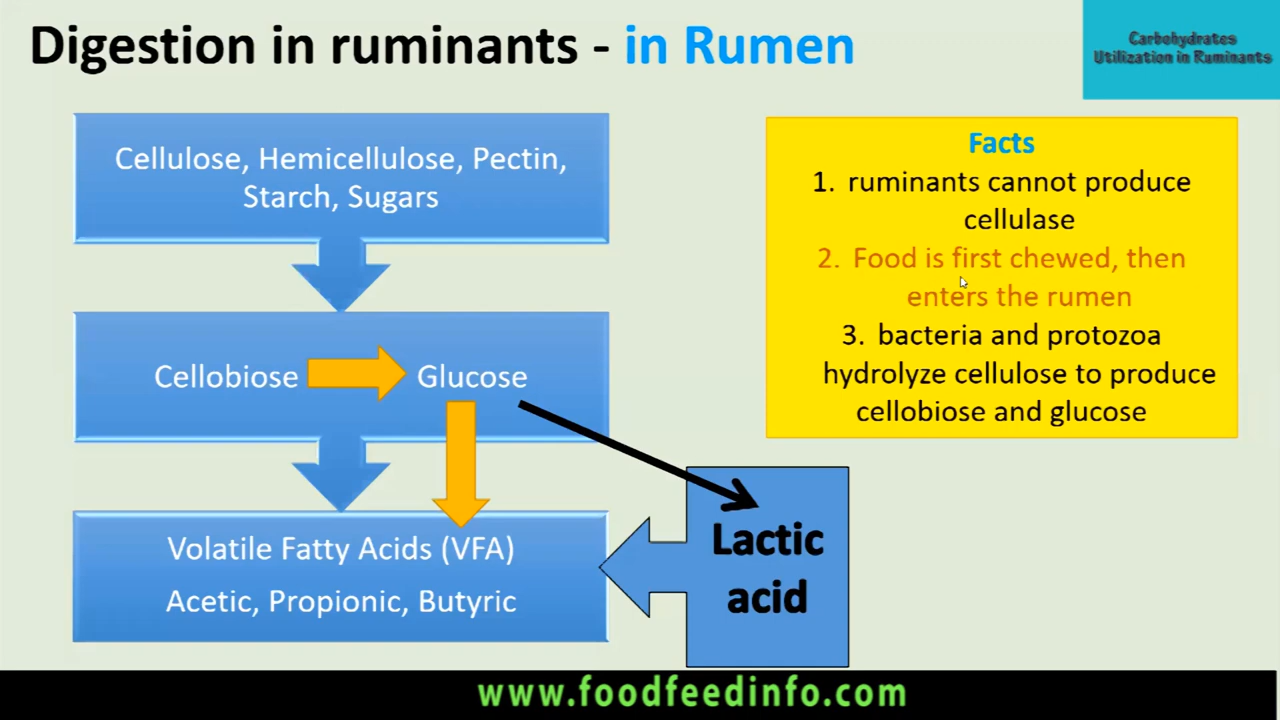 Digestion in ruminants - in Rumen
Carbohydrates
Utilization in Ruminants
Cellulose, Hemicellulose, Pectin,
Starch, Sugars
Cellobiose
Glucose
Volatile Fatty Acids (VFA)
Acetic, Propionic, Butyric
Lactic
acid
Facts
1. ruminants cannot produce
cellulase
2. Food is first chewed, then
enters the rumen
3. bacteria and protozoa
hydrolyze cellulose to produce
cellobiose and glucose
www.foodfeedinfo.com